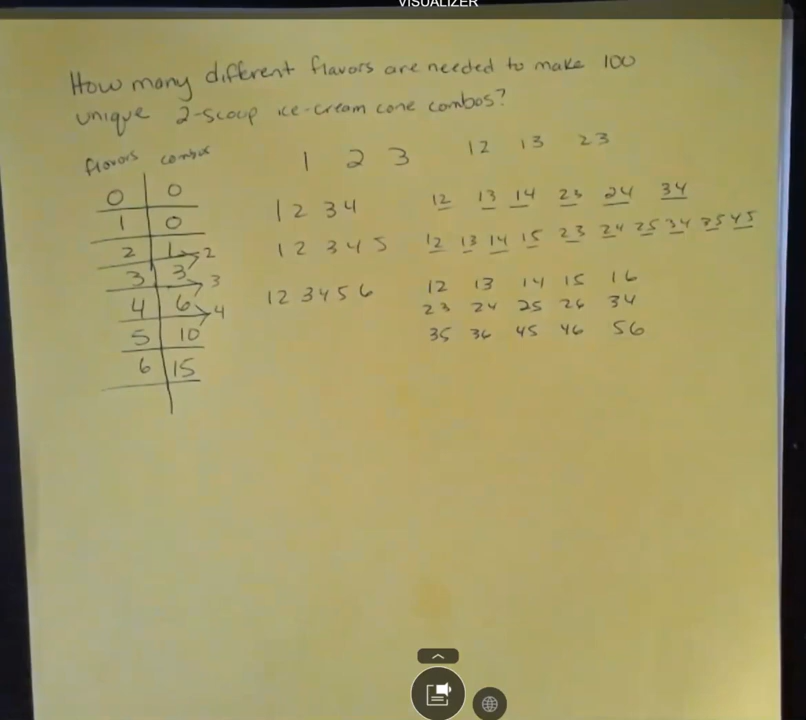 VISUALIZER
How many different flavors are needed to make 100
unique 2-scoop ice-cream cone combos?
flavors combos
0 0
1 0
2 1 2
3 3 3
4 6 4
5 10
6 15
1 2 3 12 13 23
1 2 3 4 12 13 14 23 24 34
1 2 3 4 5 12 13 14 15 23 24 25 34 35 45
1 2 3 4 5 6 12 13 14 15 16
23 24 25 26 34
35 36 45 46 56